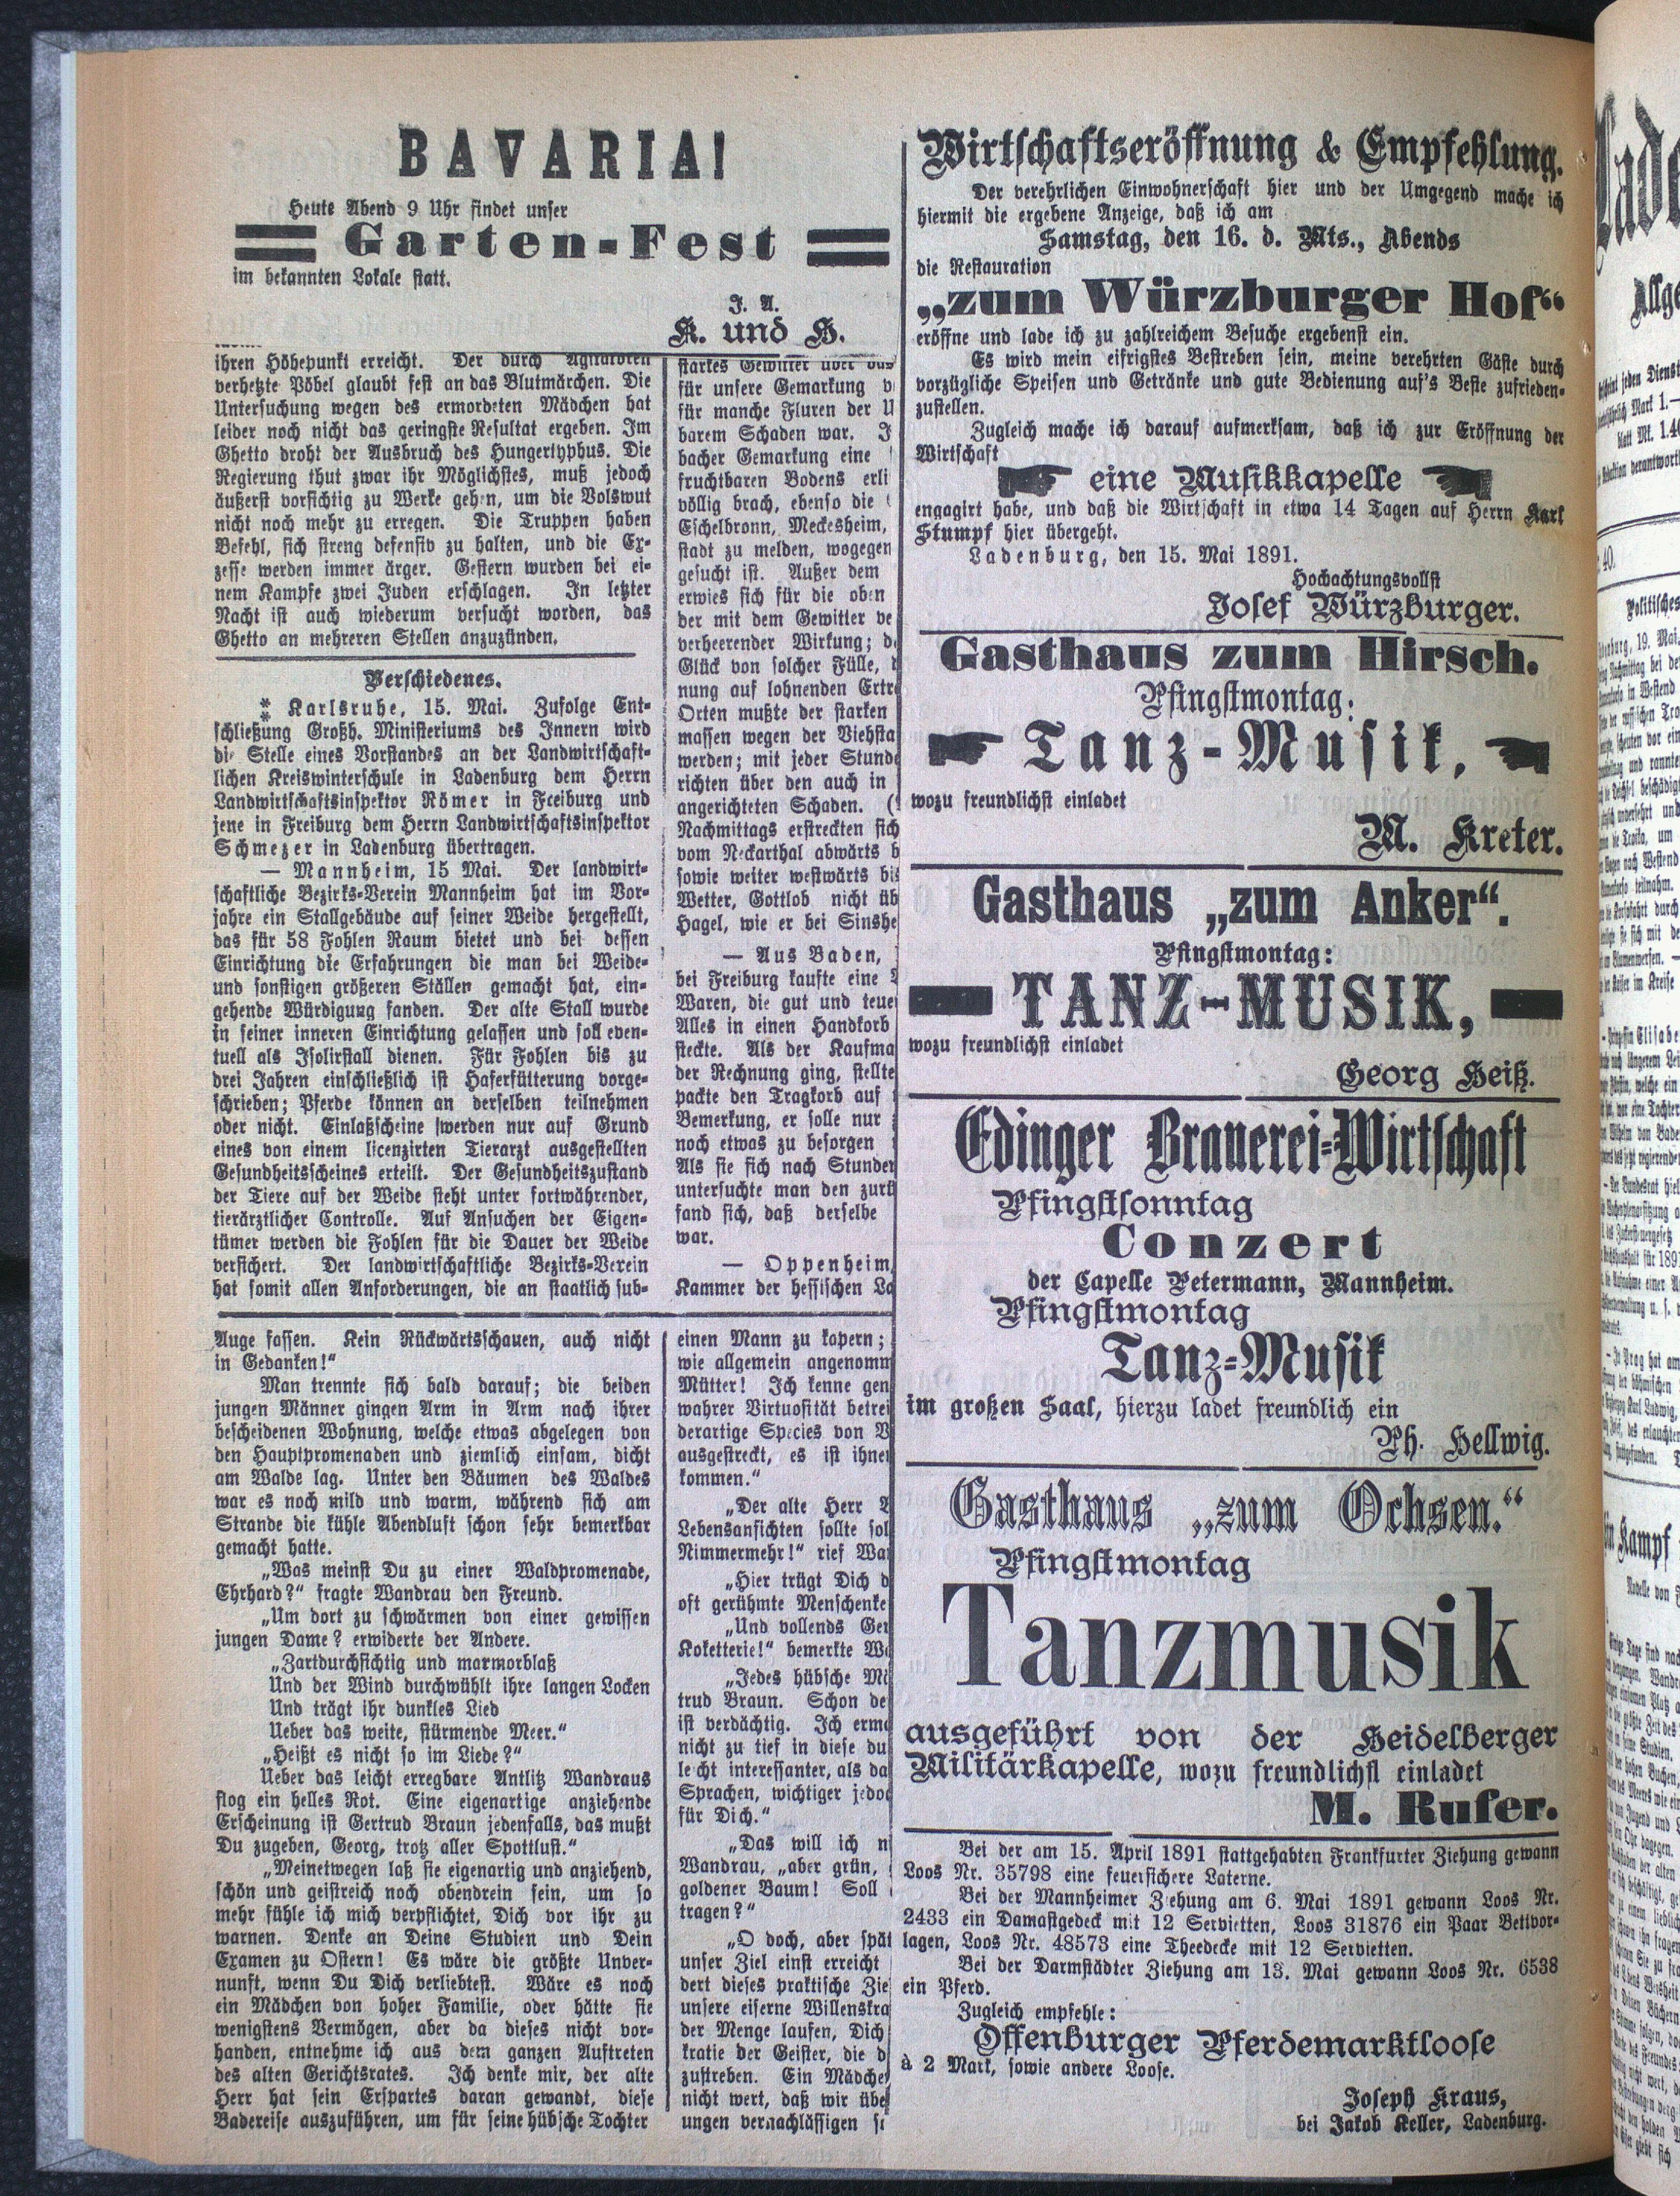 BAVARIA!
Heute Abend 9 Uhr findet unser
Garten-Fest
im bekannten Lokale statt.
J. A.
K. und H.
ihren Höhepunkt erreicht. Der durch Agitatoren
verhetzte Pöbel glaubt fest an das Blutmärchen. Die
Untersuchung wegen des ermordeten Mädchen hat
leider noch nicht das geringste Resultat ergeben. Im
Ghetto droht der Ausbruch des Hungertyphus. Die
Regierung thut zwar ihr Möglichstes, muß jedoch
äußerst vorsichtig zu Werke gehen, um die Volswut
nicht noch mehr zu erregen. Die Truppen haben
Befehl, sich streng defensiv zu halten, und die Ex-
zesse werden immer ärger. Gestern wurden bei ei-
nem Kampfe zwei Juden erschlagen. In letzter
Nacht ist auch wiederum versucht worden, das
Ghetto an mehreren Stellen anzuzünden.
Verschiedenes.
Karlsruhe, 15. Mai. Zufolge Ent-
schließung Großh. Ministeriums des Innern wird
die Stelle eines Vorstandes an der Landwirtschaft-
lichen Kreiswinterschule in Ladenburg dem Herrn
Landwirtschaftsinspektor Römer in Freiburg und
jene in Freiburg dem Herrn Landwirtschaftsinspektor
Schmezer in Ladenburg übertragen.
— Mannheim, 15 Mai. Der landwirt-
schaftliche Bezirks-Verein Mannheim hat im Vor-
jahre ein Stallgebäude auf seiner Weide hergestellt,
das für 58 Fohlen Raum bietet und bei dessen
Einrichtung die Erfahrungen die man bei Weide-
und sonstigen größeren Ställen gemacht hat, ein-
gehende Würdigung fanden. Der alte Stall wurde
in seiner inneren Einrichtung gelassen und soll even-
tuell als Isolirstall dienen. Für Fohlen bis zu
drei Jahren einschließlich ist Haferfütterung vorge-
schrieben; Pferde können an derselben teilnehmen
oder nicht. Einlaßscheine werden nur auf Grund
eines von einem licenzirten Tierarzt ausgestellten
Gesundheitsscheines erteilt. Der Gesundheitszustand
der Tiere auf der Weide steht unter fortwährender,
tierärztlicher Controlle. Auf Ansuchen der Eigen-
tümer werden die Fohlen für die Dauer der Weide
versichert. Der landwirtschaftliche Bezirks-Verein
hat somit allen Anforderungen, die an staatlich sub-
starkes Gewitter über das
für unsere Gemarkung
für manche Fluren der U
barem Schaden war. J
bacher Gemarkung eine
fruchtbaren Bodens erli
völlig brach, ebenso die
Eschelbronn, Meckesheim,
stadt zu melden, wogegen
gesucht ist. Außer dem
erwies sich für die oben
der mit dem Gewitter ve
verheerender Wirkung; d
Glück von solcher Fülle,
nung auf lohnenden Ertr
Orten mußte der starken
massen wegen der Viehsta
werden; mit jeder Stund
richten über den auch in
angerichteten Schaden. (
Nachmittags erstreckten sich
vom Neckarthal abwärts b
sowie weiter westwärts bis
Wetter, Gottlob nicht üb
Hagel, wie er bei Sinshe
— Aus Baden,
bei Freiburg kaufte eine
Waren, die gut und teuer
Alles in einen Handkorb
steckte. Als der Kaufma
der Rechnung ging, stellte
packte den Tragkorb auf
Bemerkung, er solle nur
noch etwas zu besorgen
Als sie sich nach Stunden
untersuchte man den zurü
fand sich, daß derselbe
war.
— Oppenheim,
Kammer der hessischen La
Auge fassen. Kein Rückwärtsschauen, auch nicht
in Gedanken!“
Man trennte sich bald darauf; die beiden
jungen Männer gingen Arm in Arm nach ihrer
bescheidenen Wohnung, welche etwas abgelegen von
den Hauptpromenaden und ziemlich einsam, dicht
am Walde lag. Unter den Bäumen des Waldes
war es noch mild und warm, während sich am
Strande die kühle Abendluft schon sehr bemerkbar
gemacht hatte.
„Was meinst Du zu einer Waldpromenade,
Ehrhard?“ fragte Wandrau den Freund.
„Um dort zu schwärmen von einer gewissen
jungen Dame? erwiderte der Andere.
„Zartdurchsichtig und marmorblaß
Und der Wind durchwühlt ihre langen Locken
Und trägt ihr dunkles Lied
Ueber das weite, stürmende Meer.“
„Heißt es nicht so im Liede?“
Ueber das leicht erregbare Antlitz Wandraus
flog ein helles Rot. Eine eigenartige anziehende
Erscheinung ist Gertrud Braun jedenfalls, das mußt
Du zugeben, Georg, trotz aller Spottlust.“
„Meinetwegen laß sie eigenartig und anziehend,
schön und geistreich noch obendrein sein, um so
mehr fühle ich mich verpflichtet, Dich vor ihr zu
warnen. Denke an Deine Studien und Dein
Examen zu Ostern! Es wäre die größte Unver-
nunft, wenn Du Dich verliebtest. Wäre es noch
ein Mädchen von hoher Familie, oder hätte sie
wenigstens Vermögen, aber da dieses nicht vor-
handen, entnehme ich aus dem ganzen Auftreten
des alten Gerichtsrates. Ich denke mir, der alte
Herr hat sein Erspartes daran gewandt, diese
Badereise auszuführen, um für seine hübsche Tochter
einen Mann zu kapern;
wie allgemein angenomm
Mütter! Ich kenne gen
wahrer Virtuosität betrei
derartige Species von V
ausgestreckt, es ist ihnen
kommen.“
„Der alte Herr
Lebensansichten sollte sol
Nimmermehr!“ rief Wa
„Hier trügt Dich d
oft gerühmte Menschenke
„Und vollends Ger
Koketterie!“ bemerkte Wa
„Jedes hübsche Mä
trud Braun. Schon de
ist verdächtig. Ich erma
nicht zu tief in diese du
leicht interessanter, als da
Sprachen, wichtiger jedoch
für Dich.“
„Das will ich n
Wandrau, „aber grün,
goldener Baum! Soll
tragen?“
„O doch, aber spät
unser Ziel einst erreicht
dert dieses praktische Zie
unsere eiserne Willenskra
der Menge laufen, Dich
kratie der Geister, die d
zustreben. Ein Mädche
nicht wert, daß wir übe
ungen vernachlässigen
Wirtschaftseröffnung & Empfehlung.
Der verehrlichen Einwohnerschaft hier und der Umgegend mache ich
hiermit die ergebene Anzeige, daß ich am
Samstag, den 16. d. Mts., Abends
die Restauration
„zum Würzburger Hof“
eröffne und lade ich zu zahlreichem Besuche ergebenst ein.
Es wird mein eifrigstes Bestreben sein, meine verehrten Gäste durch
vorzügliche Speisen und Getränke und gute Bedienung auf's Beste zufrieden-
zustellen.
Zugleich mache ich darauf aufmerksam, daß ich zur Eröffnung der
Wirtschaft
eine Musikkapelle
engagirt habe, und daß die Wirtschaft in etwa 14 Tagen auf Herrn Karl
Stumpf hier übergeht.
Ladenburg, den 15. Mai 1891.
Hochachtungsvollst
Josef Würzburger.
Gasthaus zum Hirsch.
Pfingstmontag:
Tanz-Musik,
wozu freundlichst einladet
M. Kreter.
Gasthaus „zum Anker“.
Pfingstmontag:
TANZ-MUSIK,
wozu freundlichst einladet
Georg Heiß.
Edinger Brauerei-Wirtschaft
Pfingstsonntag
Conzert
der Capelle Petermann, Mannheim.
Pfingstmontag
Tanz-Musik
im großen Saal, hierzu ladet freundlich ein
Ph. Hellwig.
Gasthaus „zum Ochsen.“
Pfingstmontag
Tanzmusik
ausgeführt von der Heidelberger
Militärkapelle, wozu freundlichst einladet
M. Rufer.
Bei der am 15. April 1891 stattgehabten Frankfurter Ziehung gewann
Loos Nr. 35798 eine feuersichere Laterne.
Bei der Mannheimer Ziehung am 6. Mai 1891 gewann Loos Nr.
2433 ein Damastgedeck mit 12 Servietten, Loos 31876 ein Paar Bettvor-
lagen, Loos Nr. 48573 eine Theedecke mit 12 Servietten.
Bei der Darmstädter Ziehung am 13. Mai gewann Loos Nr. 6538
ein Pferd.
Zugleich empfehle:
Offenburger Pferdemarktloose
à 2 Mark, sowie andere Loose.
Joseph Kraus,
bei Jakob Keller, Ladenburg.